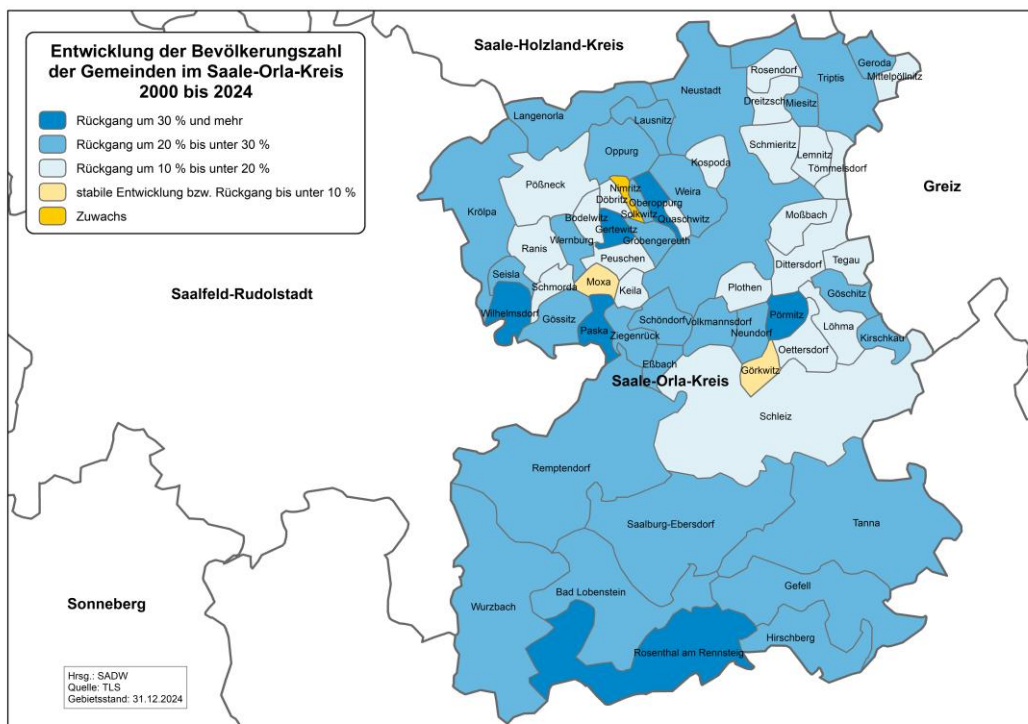 Entwicklung der Bevölkerungszahl
der Gemeinden im Saale-Orla-Kreis
2000 bis 2024
Rückgang um 30 % und mehr
Rückgang um 20 % bis unter 30 %
Rückgang um 10 % bis unter 20 %
stabile Entwicklung bzw. Rückgang bis unter 10 %
Zuwachs
Saale-Holzland-Kreis
Geroda
Rosendorf
Mittelpöllnitz
Triptis
Neustadt
Dreitzsch
Miesitz
Langenorla
Lausnitz
Schmieritz
Oppurg
Lemnitz
Kospoda
Tömmelsdorf
Pößneck
Nimritz
Weira
Greiz
Döbritz
Oberoppurg
Krölpa
Bodelwitz
Solkwitz
Quaschwitz
Moßbach
Gertewitz
Wernburg
Grobengereuth
Ranis
Peuschen
Dittersdorf
Tegau
Seisla
Moxa
Plothen
Schmorda
Keila
Göschitz
Saalfeld-Rudolstadt
Wilhelmsdorf
Gössitz
Paska
Schöndorf
Volkmannsdorf
Pörmitz
Ziegenrück
Neundorf
Löhma
Kirschkau
Oettersdorf
Eßbach
Görkwitz
Saale-Orla-Kreis
Schleiz
Remptendorf
Saalburg-Ebersdorf
Tanna
Gefell
Bad Lobenstein
Sonneberg
Wurzbach
Hirschberg
Rosenthal am Rennsteig
Hrsg.: SADW
Quelle: TLS
Gebietsstand: 31.12.2024